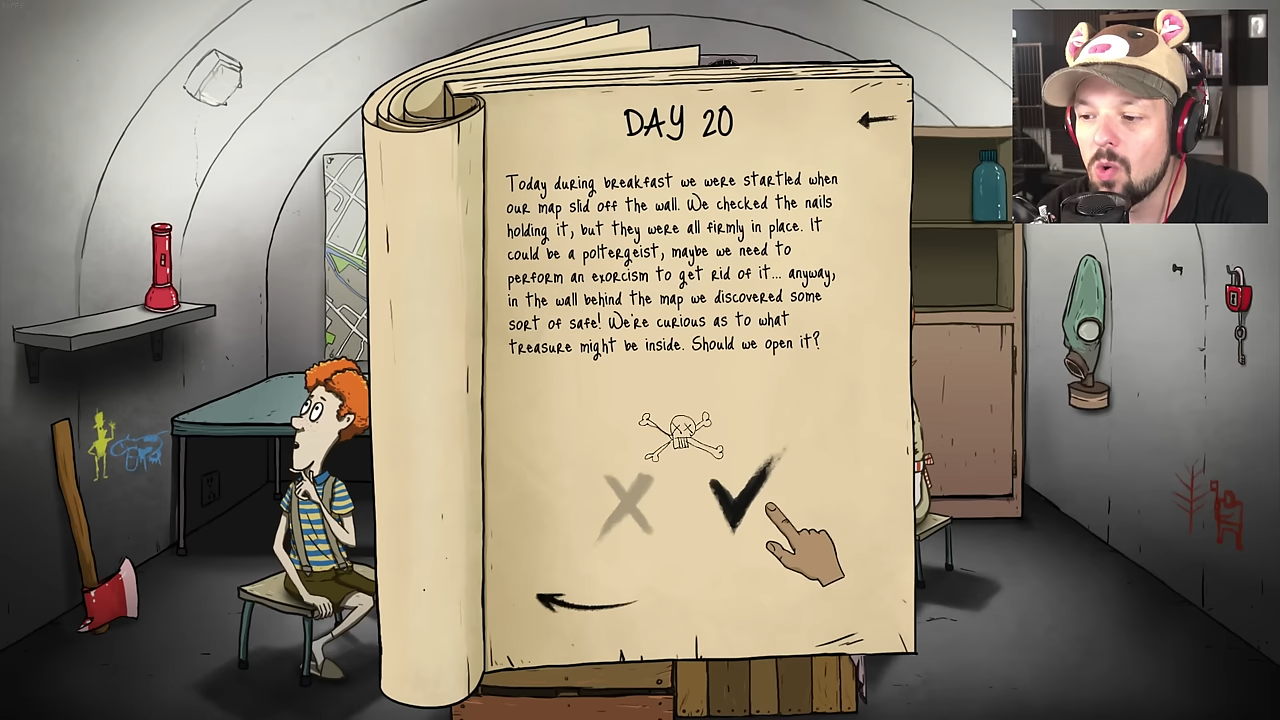 DAY 20
Today during breakfast we were startled when
our map slid off the wall. We checked the nails
holding it, but they were all firmly in place. It
could be a poltergeist, maybe we need to
perform an exorcism to get rid of it... anyway,
in the wall behind the map we discovered some
sort of safe! We're curious as to what
treasure might be inside. Should we open it?